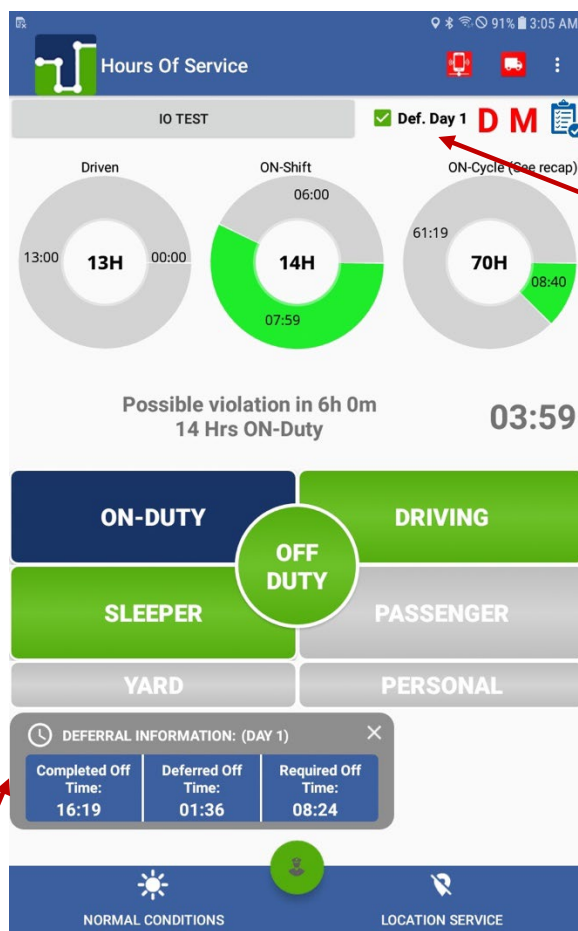 91% 3:05 AM
Hours Of Service
IO TEST
Def. Day 1
D M
Driven
ON-Shift
ON-Cycle (See recap)
13:00
13H
00:00
06:00
14H
07:59
61:19
70H
08:40
Possible violation in 6h 0m
14 Hrs ON-Duty
03:59
ON-DUTY
DRIVING
OFF
DUTY
SLEEPER
PASSENGER
YARD
PERSONAL
DEFERRAL INFORMATION: (DAY 1)
Completed Off
Time:
16:19
Deferred Off
Time:
01:36
Required Off
Time:
08:24
NORMAL CONDITIONS
LOCATION SERVICE